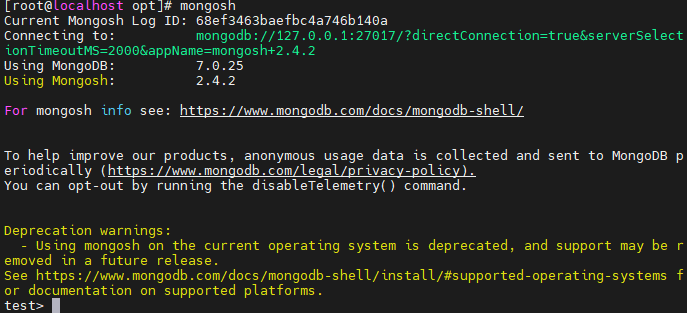 [root@localhost opt]# mongosh
Current Mongosh Log ID: 68ef3463baefbc4a746b140a
Connecting to:          mongodb://127.0.0.1:27017/?directConnection=true&serverSelect
ionTimeoutMS=2000&appName=mongosh+2.4.2
Using MongoDB:          7.0.25
Using Mongosh:          2.4.2
For mongosh info see: https://www.mongodb.com/docs/mongodb-shell/
To help improve our products, anonymous usage data is collected and sent to MongoDB p
eriodically (https://www.mongodb.com/legal/privacy-policy).
You can opt-out by running the disableTelemetry() command.
Deprecation warnings:
  - Using mongosh on the current operating system is deprecated, and support may be r
emoved in a future release.
See https://www.mongodb.com/docs/mongodb-shell/install/#supported-operating-systems f
or documentation on supported platforms.
test>